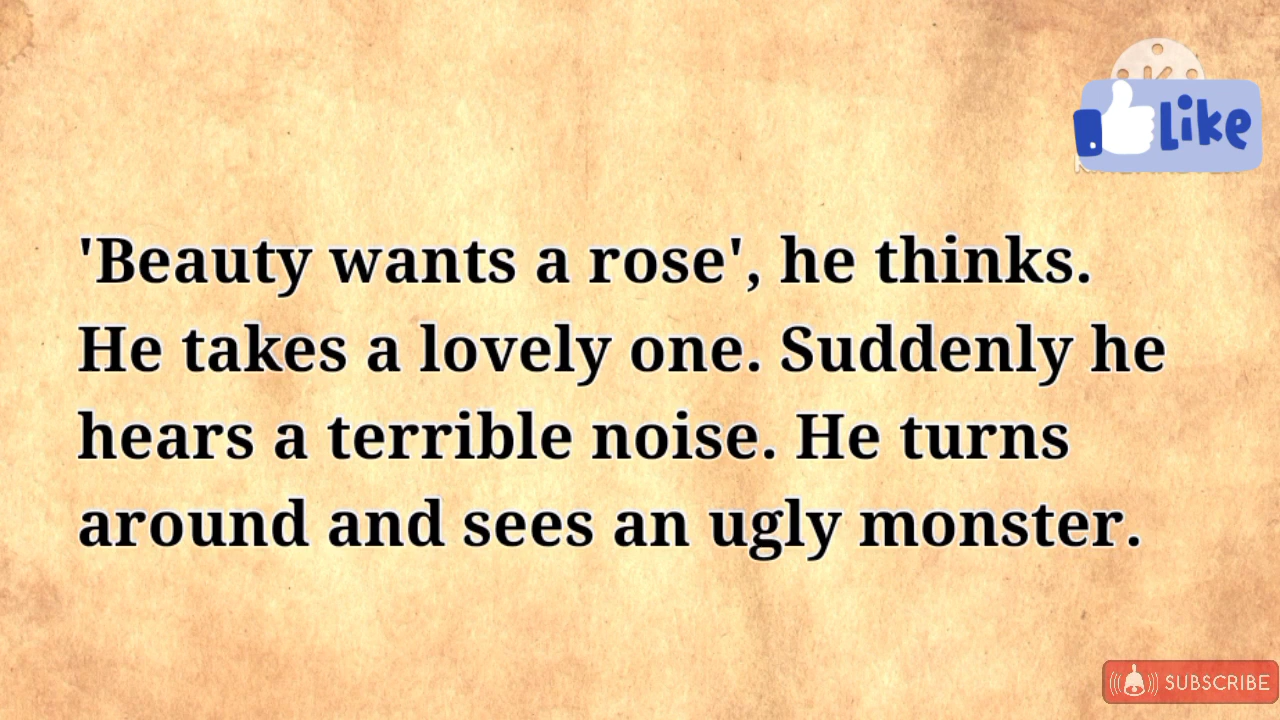 Like
'Beauty wants a rose', he thinks.
He takes a lovely one. Suddenly he
hears a terrible noise. He turns
around and sees an ugly monster.
SUBSCRIBE